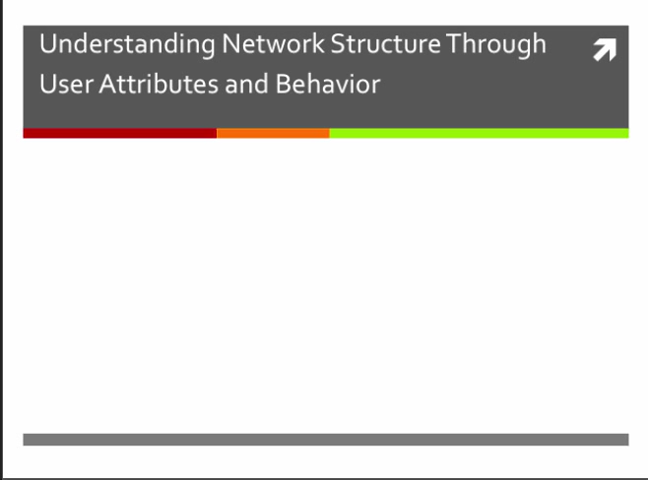 Understanding Network Structure Through
User Attributes and Behavior